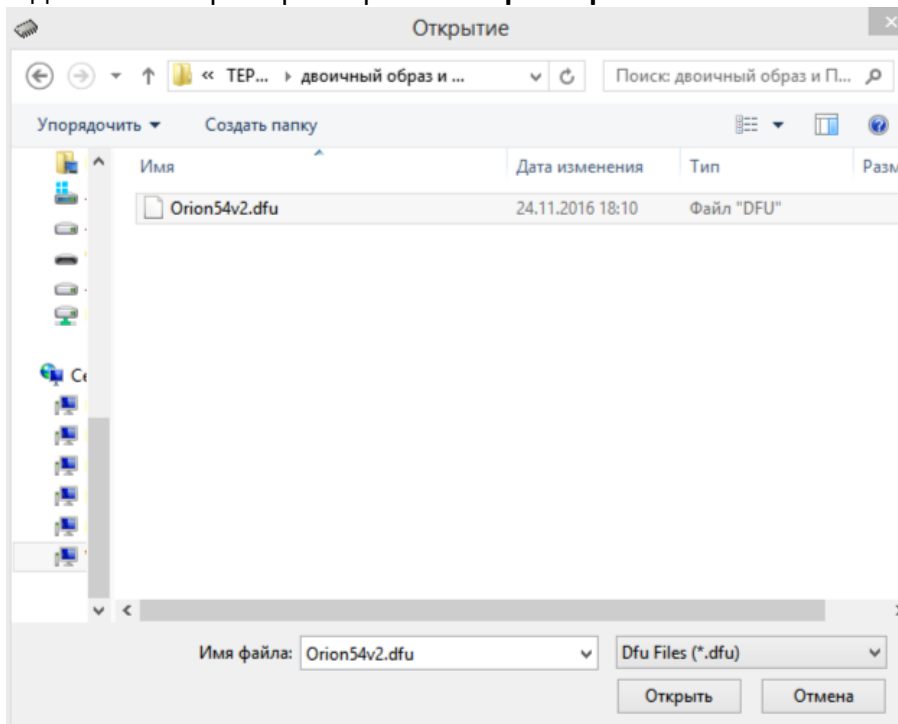 Открытие
« ТЕР... двоичный образ и ...
Поиск: двоичный образ и П...
Упорядочить
Создать папку
Имя
Дата изменения
Тип
Orion54v2.dfu
24.11.2016 18:10
Файл "DFU"
Имя файла:
Orion54v2.dfu
Dfu Files (*.dfu)
Открыть
Отмена